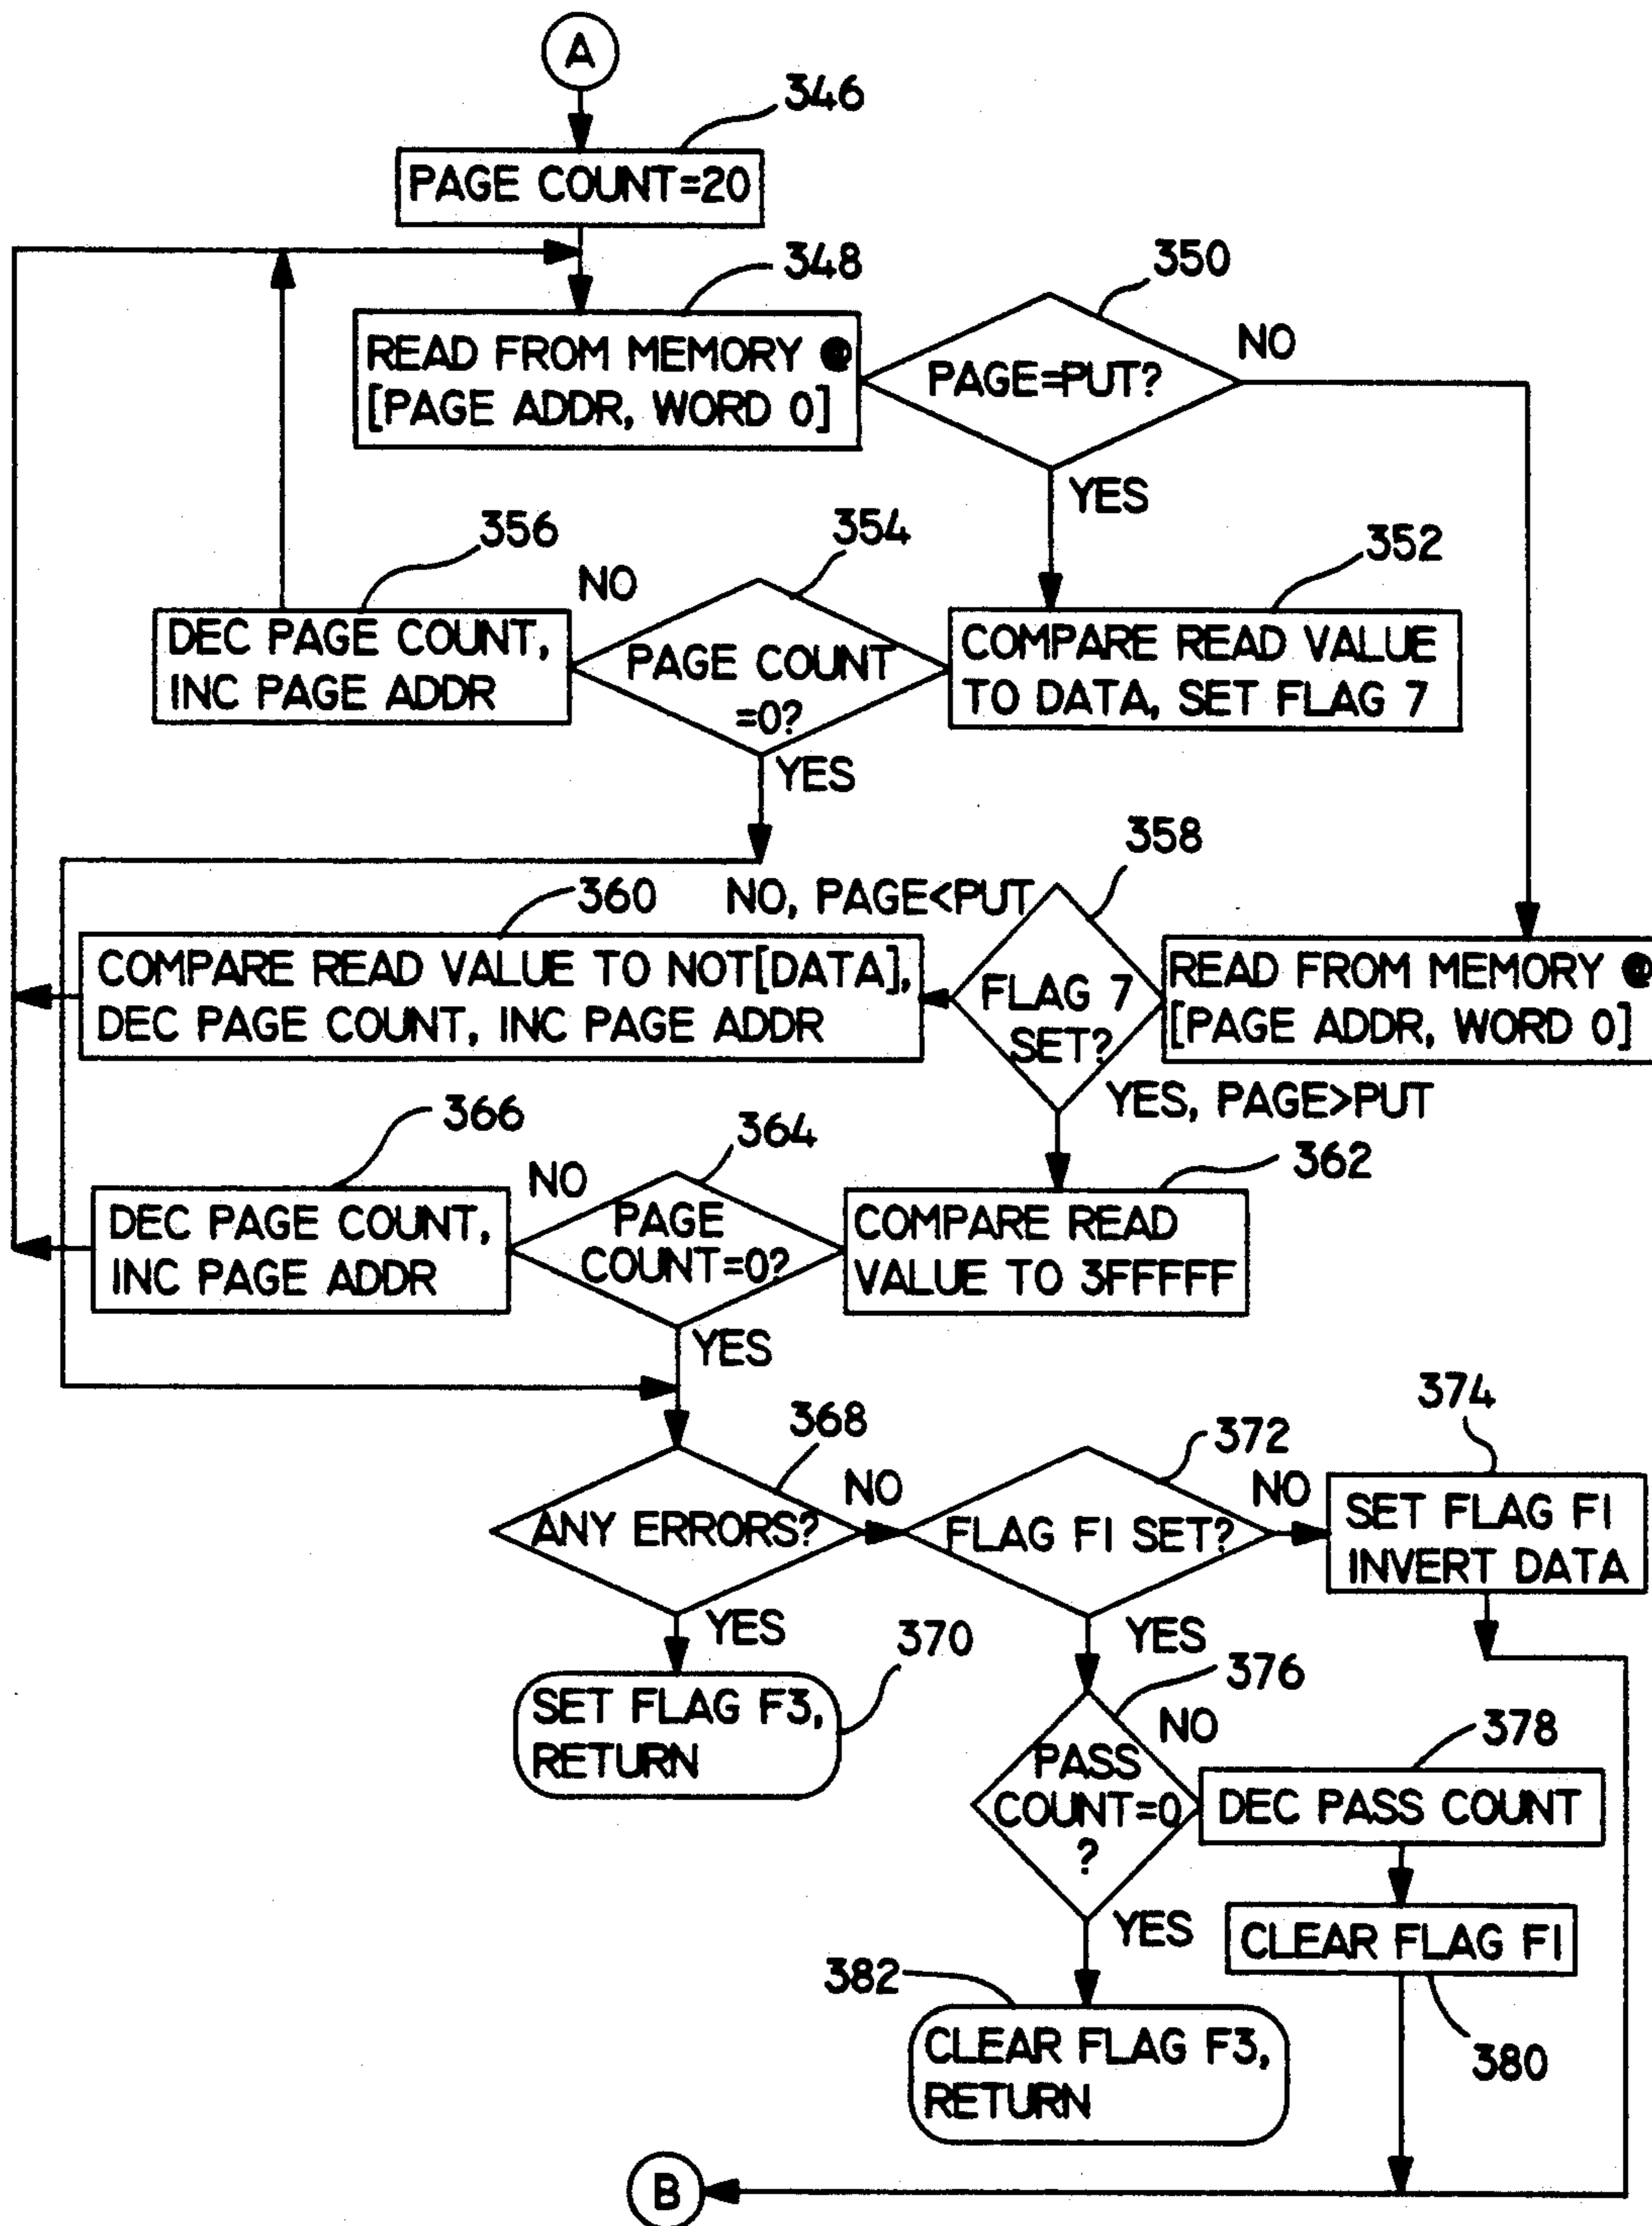 A
346
PAGE COUNT=20
348
350
READ FROM MEMORY @
[PAGE ADDR, WORD 0]
PAGE=PUT?
NO
YES
356
354
352
NO
DEC PAGE COUNT,
INC PAGE ADDR
PAGE COUNT
=0?
COMPARE READ VALUE
TO DATA, SET FLAG 7
YES
358
360
NO, PAGE<PUT
COMPARE READ VALUE TO NOT[DATA],
DEC PAGE COUNT, INC PAGE ADDR
FLAG 7
SET?
READ FROM MEMORY @
[PAGE ADDR, WORD 0]
YES, PAGE>PUT
366
364
362
NO
DEC PAGE COUNT,
INC PAGE ADDR
PAGE
COUNT=0?
COMPARE READ
VALUE TO 3FFFFF
YES
368
372
374
ANY ERRORS?
NO
FLAG F1 SET?
NO
SET FLAG F1
INVERT DATA
YES
370
SET FLAG F3,
RETURN
YES
376
NO
378
PASS
COUNT=0
?
DEC PASS COUNT
YES
CLEAR FLAG F1
382
380
CLEAR FLAG F3,
RETURN
B